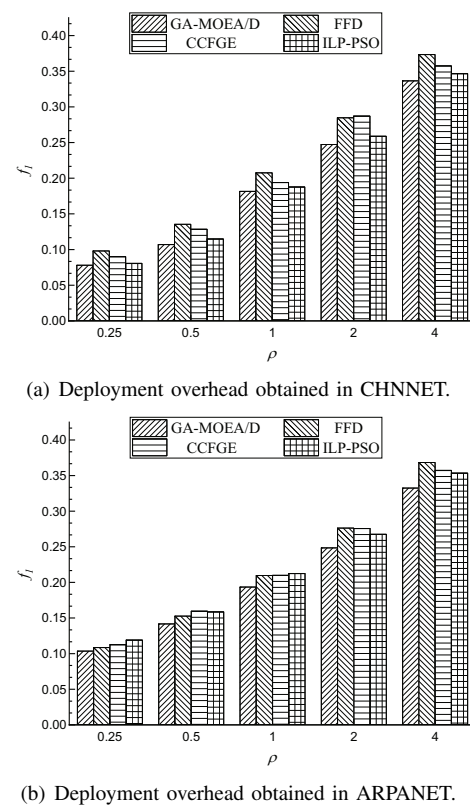 GA-MOEA/D FFD
CCFGE ILP-PSO
0.40
0.35
0.30
0.25
0.20
0.15
0.10
0.05
0.00
f1
0.25 0.5 1 2 4
ρ
(a) Deployment overhead obtained in CHNNET.
GA-MOEA/D FFD
CCFGE ILP-PSO
0.40
0.35
0.30
0.25
0.20
0.15
0.10
0.05
0.00
f1
0.25 0.5 1 2 4
ρ
(b) Deployment overhead obtained in ARPANET.